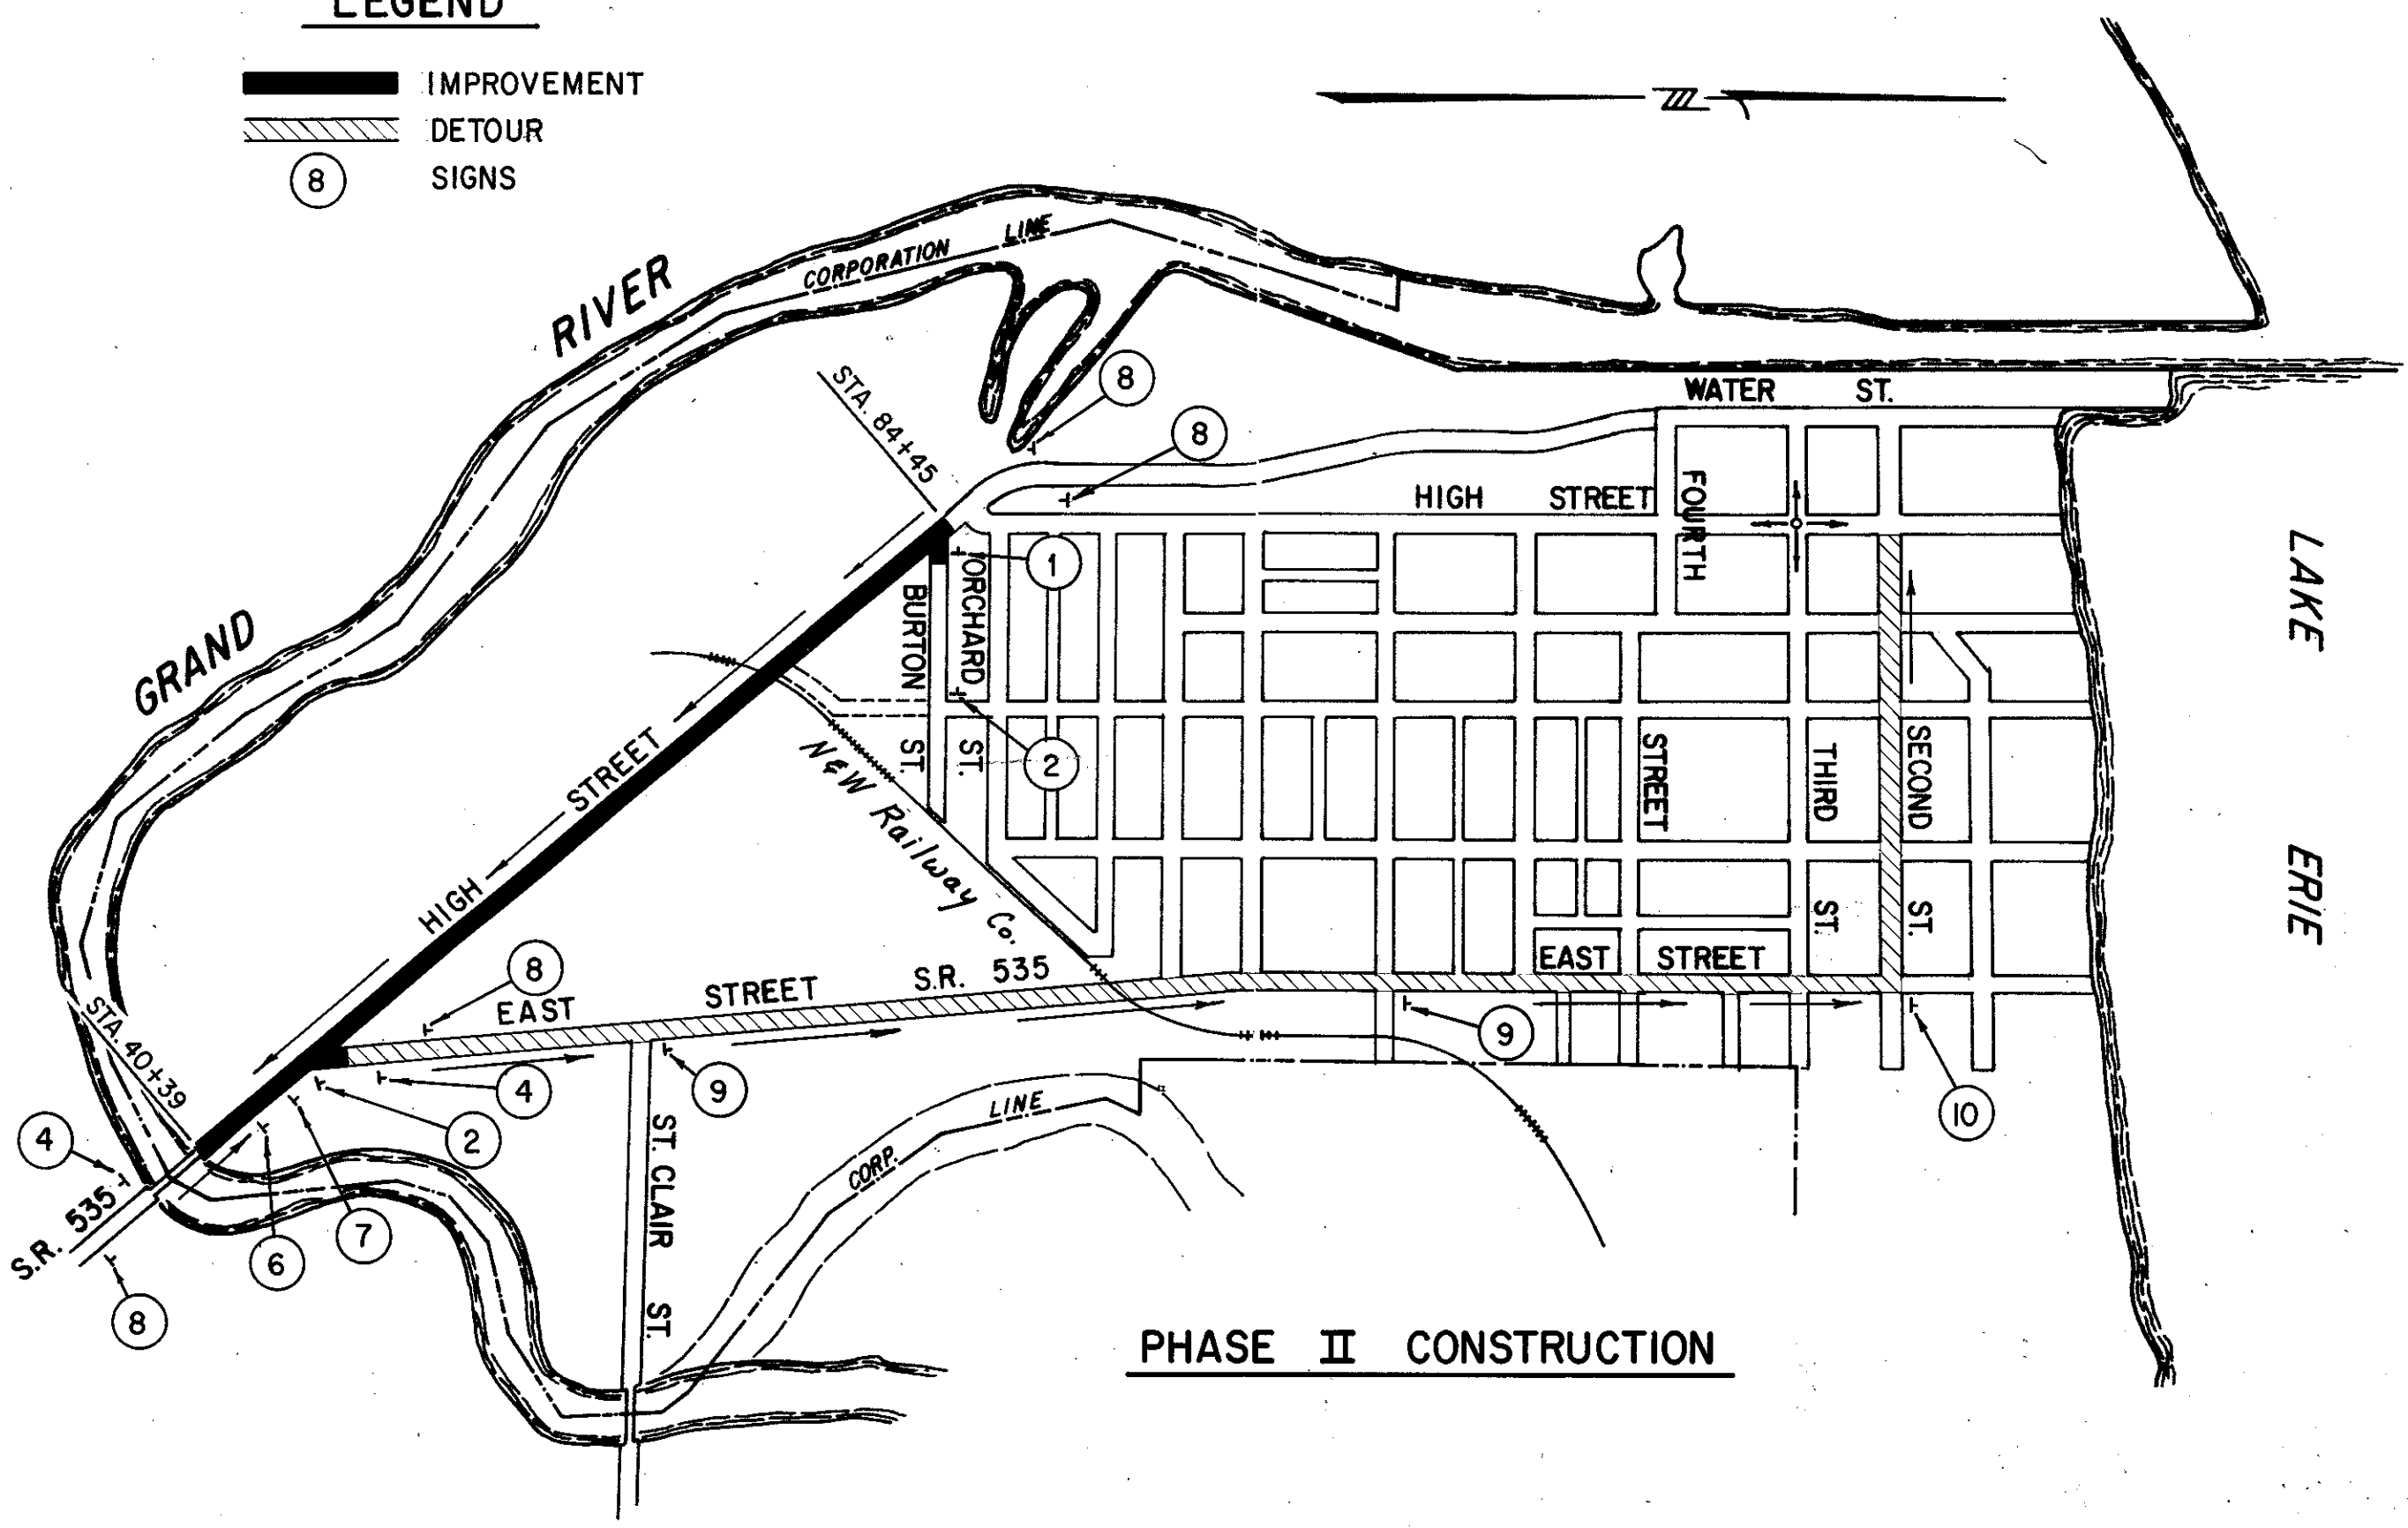 LEGEND
IMPROVEMENT
DETOUR
8 SIGNS
GRAND RIVER
CORPORATION LINE
STA. 84+45
8
8
WATER ST.
HIGH STREET
FOURTH STREET
1
ORCHARD ST.
BURTON ST.
2
N&W Railway Co.
HIGH STREET
THIRD ST.
SECOND ST.
LAKE ERIE
EAST STREET
8
EAST STREET S.R. 535
STA. 40+39
4
S.R. 535
8
6
7
2
4
9
9
10
ST. CLAIR ST.
CORP. LINE
PHASE II CONSTRUCTION